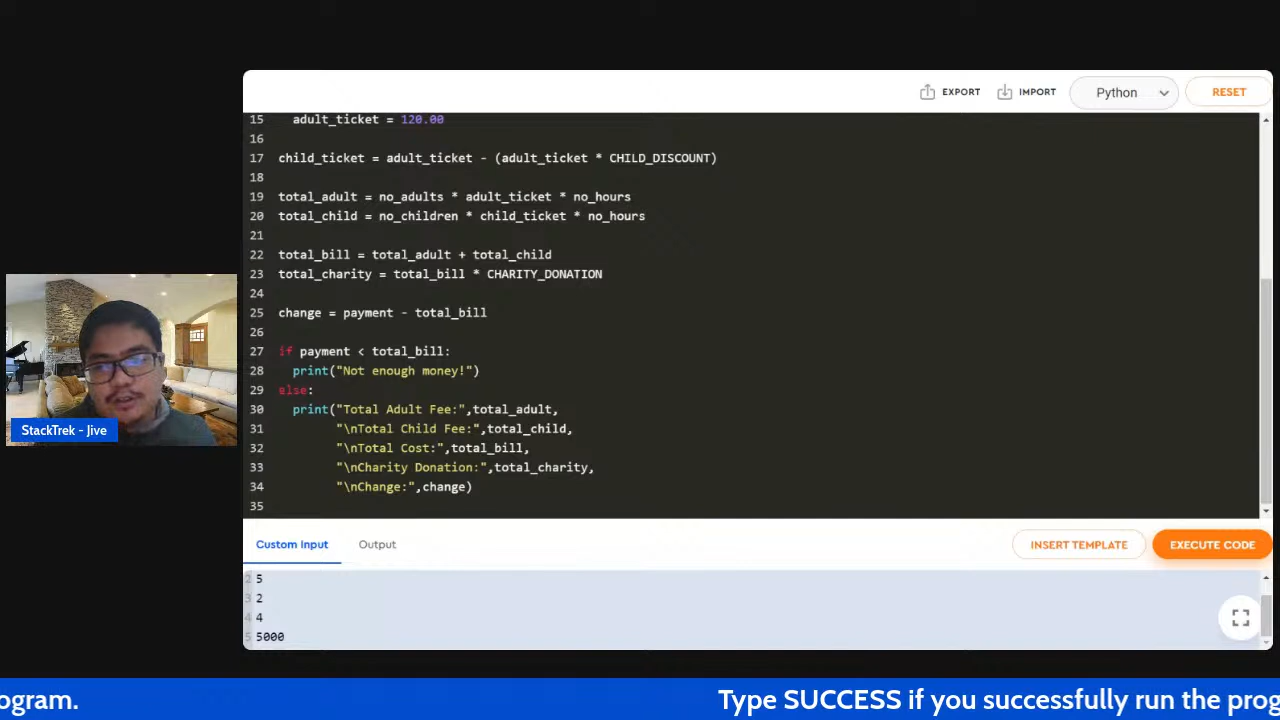 EXPORT
IMPORT
Python
RESET
15 adult_ticket = 120.00
16
17 child_ticket = adult_ticket - (adult_ticket * CHILD_DISCOUNT)
18
19 total_adult = no_adults * adult_ticket * no_hours
20 total_child = no_children * child_ticket * no_hours
21
22 total_bill = total_adult + total_child
23 total_charity = total_bill * CHARITY_DONATION
24
25 change = payment - total_bill
26
27 if payment < total_bill:
28 print("Not enough money!")
29 else:
30 print("Total Adult Fee:",total_adult,
31 "\nTotal Child Fee:",total_child,
32 "\nTotal Cost:",total_bill,
33 "\nCharity Donation:",total_charity,
34 "\nChange:",change)
35
StackTrek - Jive
Custom Input
Output
INSERT TEMPLATE
EXECUTE CODE
2 5
3 2
4 4
5 5000
ogram. Type SUCCESS if you successfully run the prog